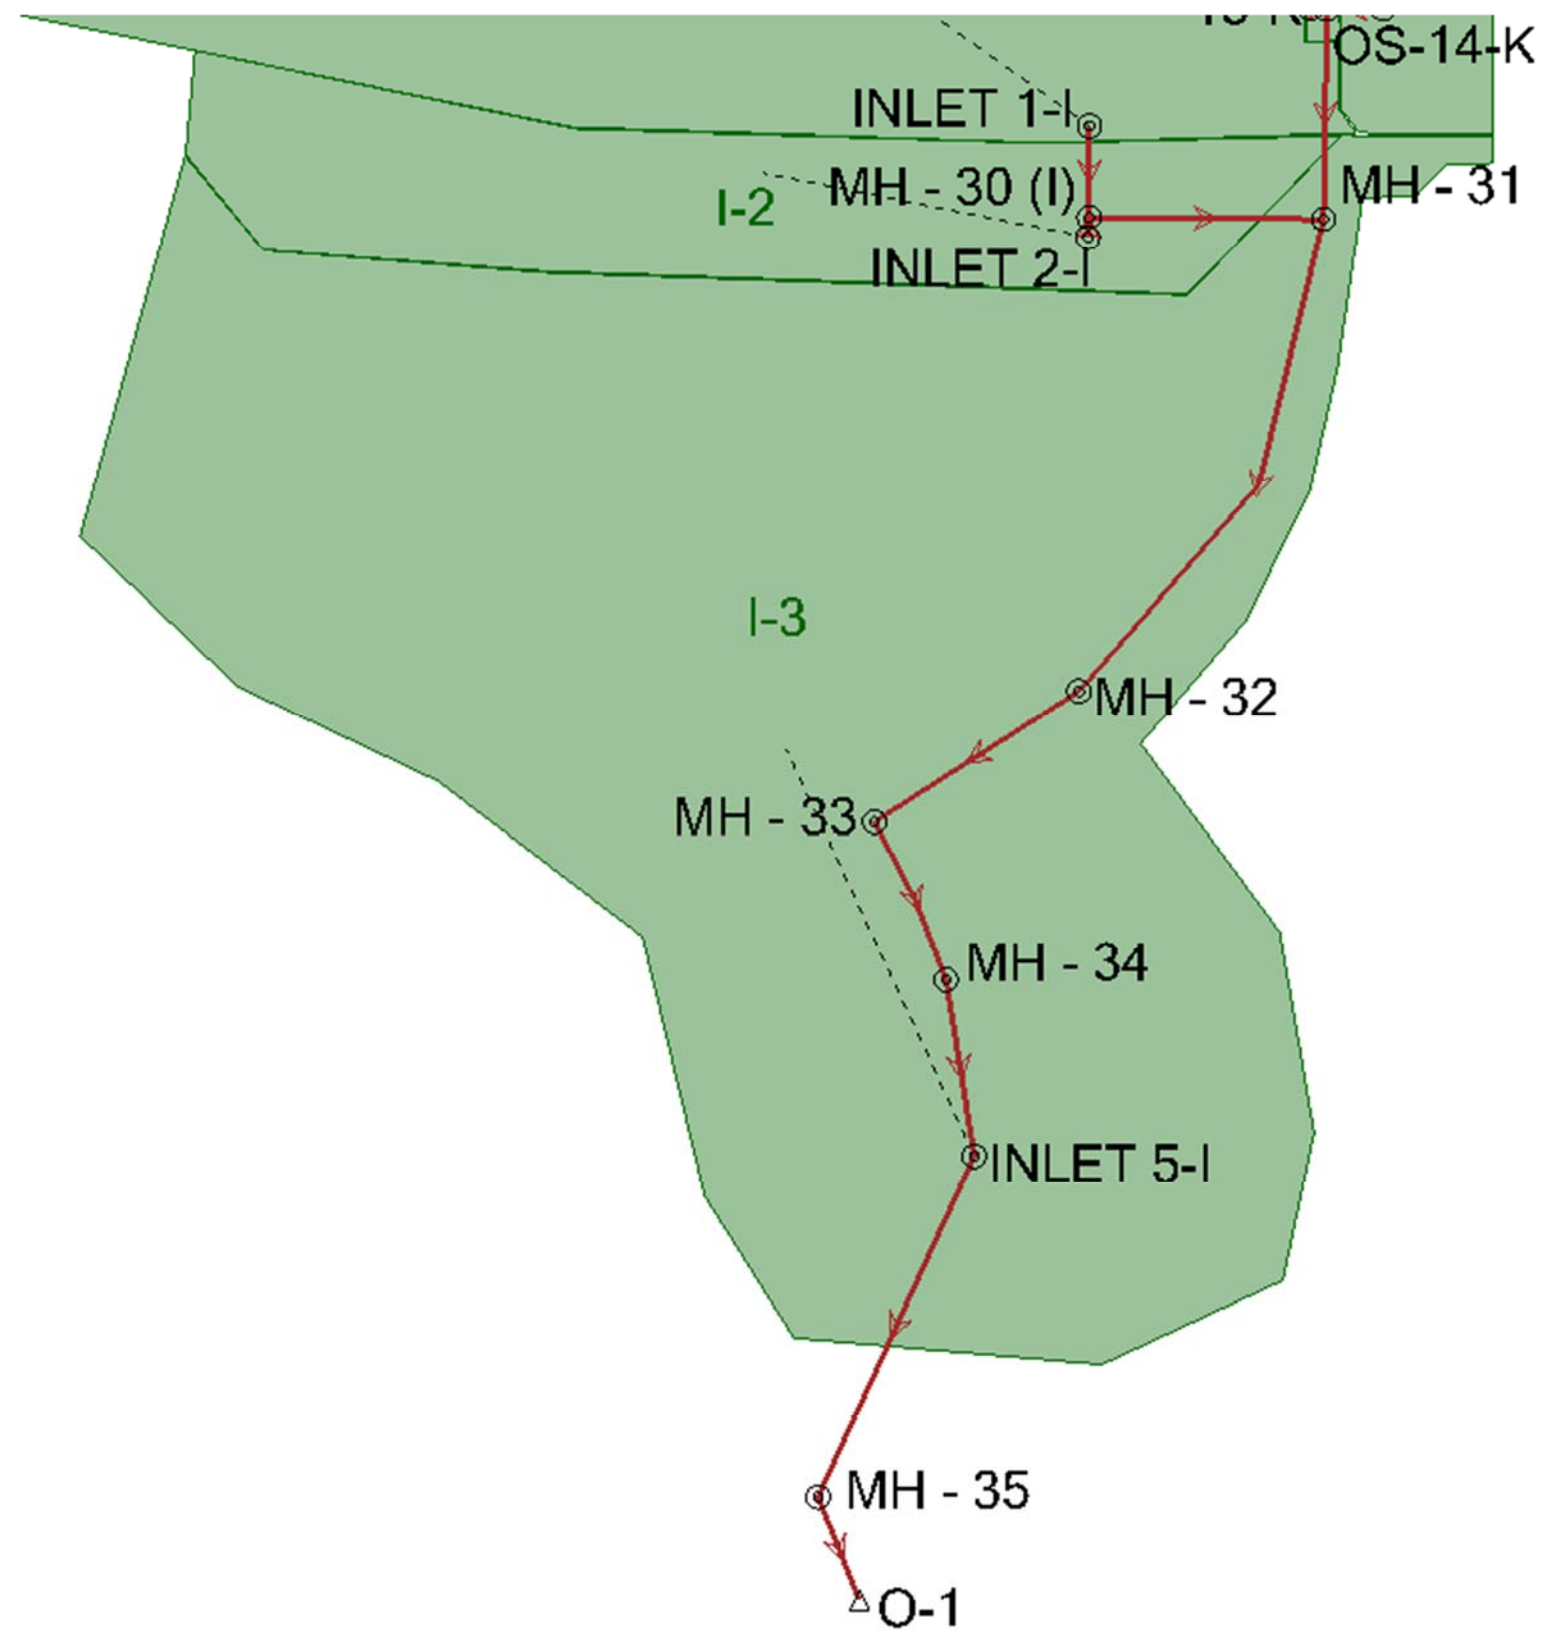 OS-14-K
INLET 1-I
MH - 30 (I)
MH - 31
I-2
INLET 2-I
I-3
MH - 32
MH - 33
MH - 34
INLET 5-I
MH - 35
O-1